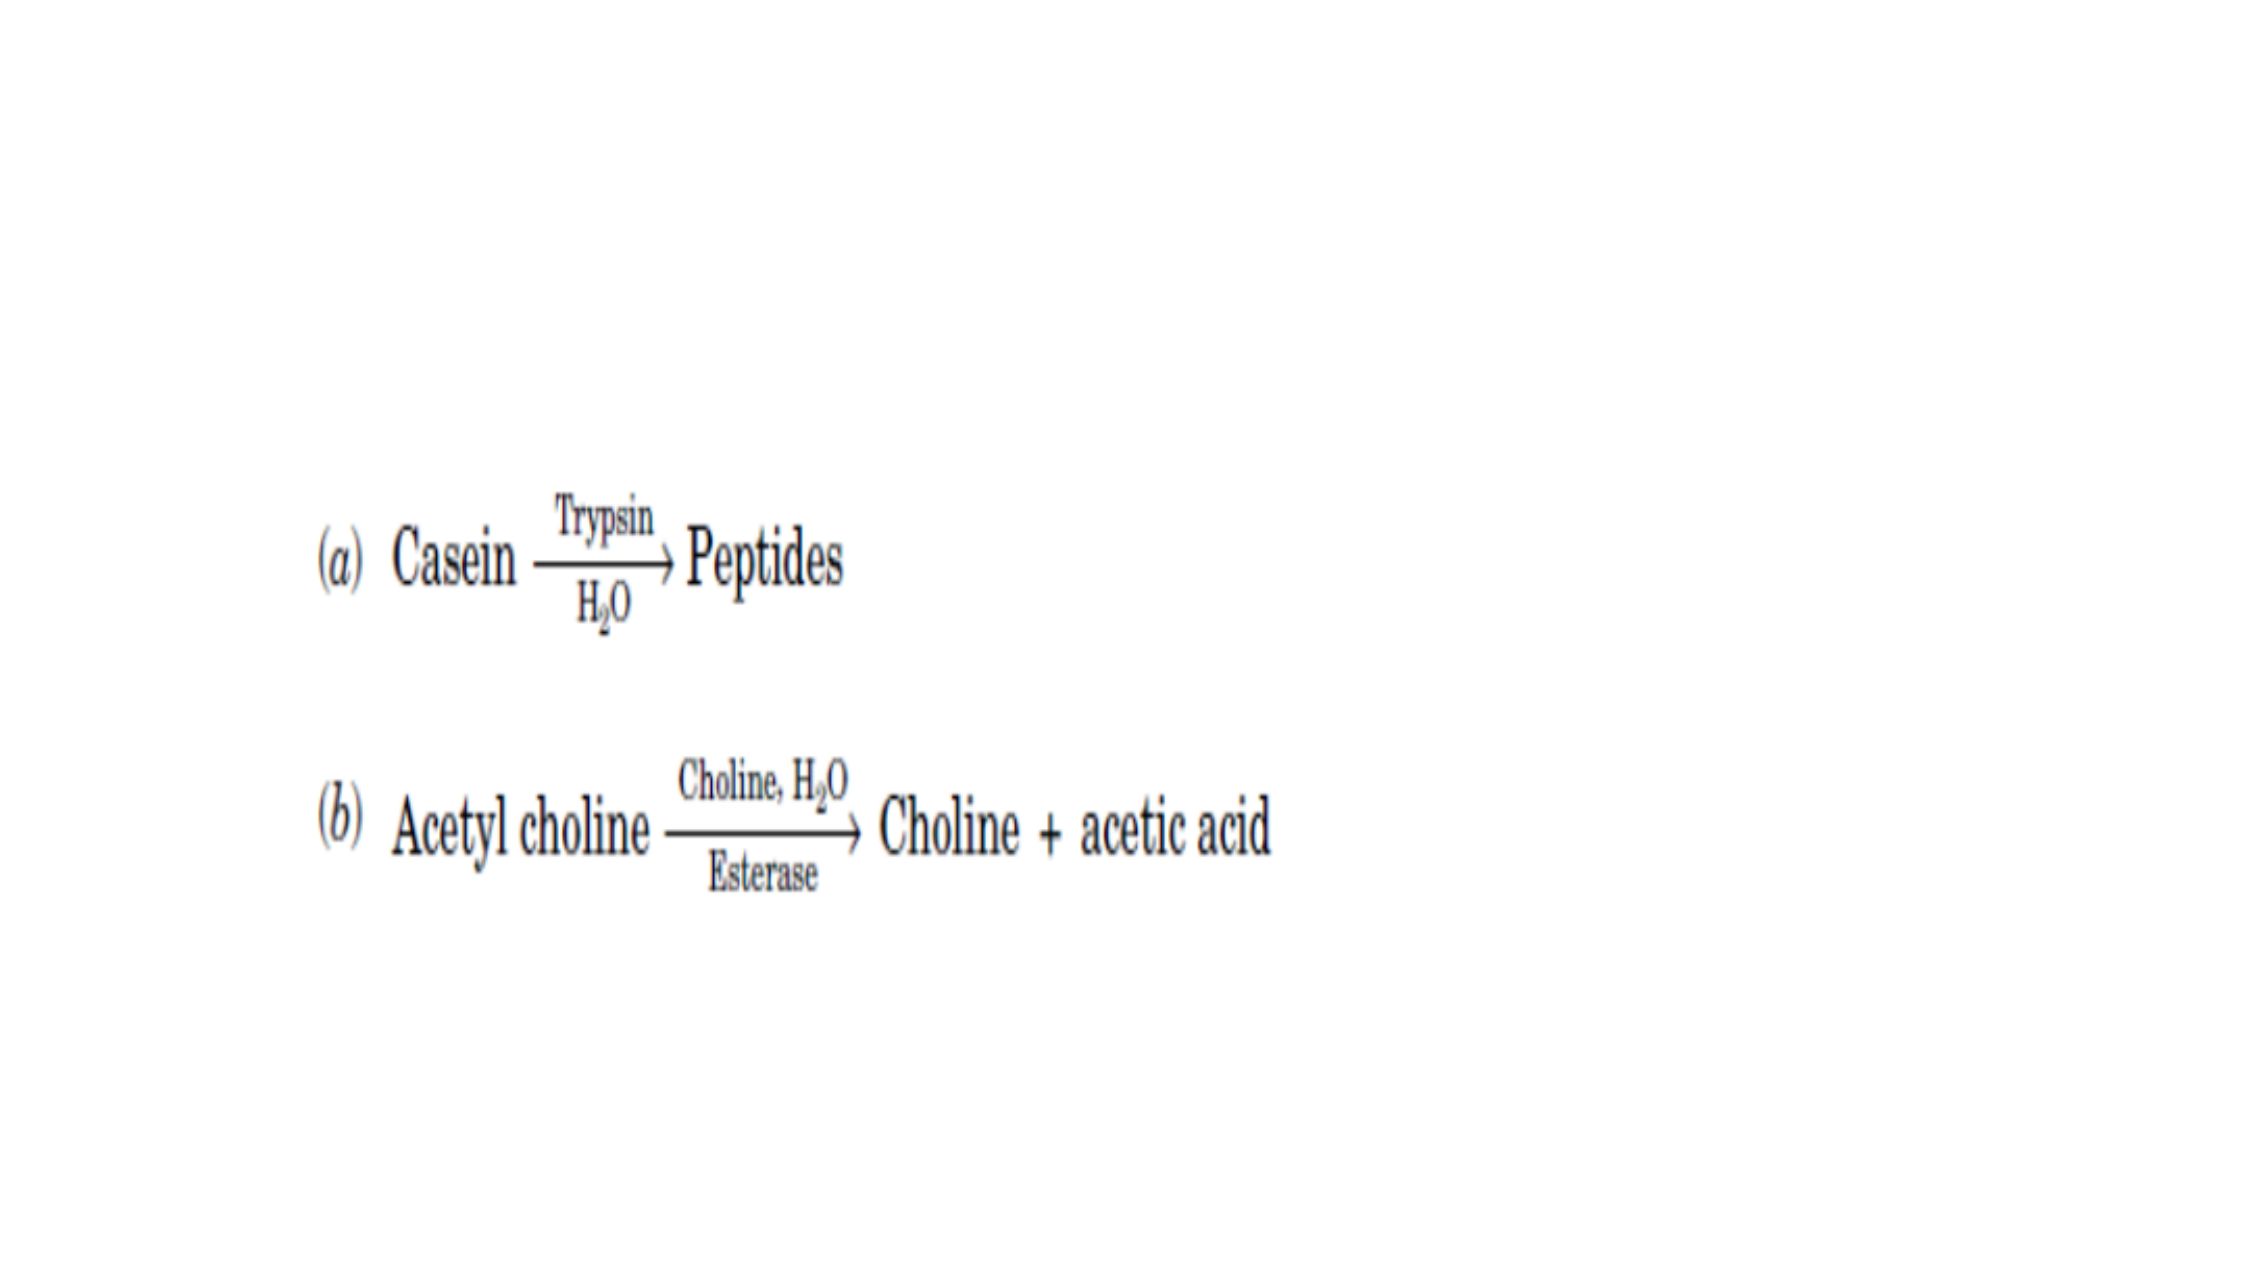 (a) Casein Trypsin H₂O → Peptides
(b) Acetyl choline Choline, H₂O Esterase → Choline + acetic acid